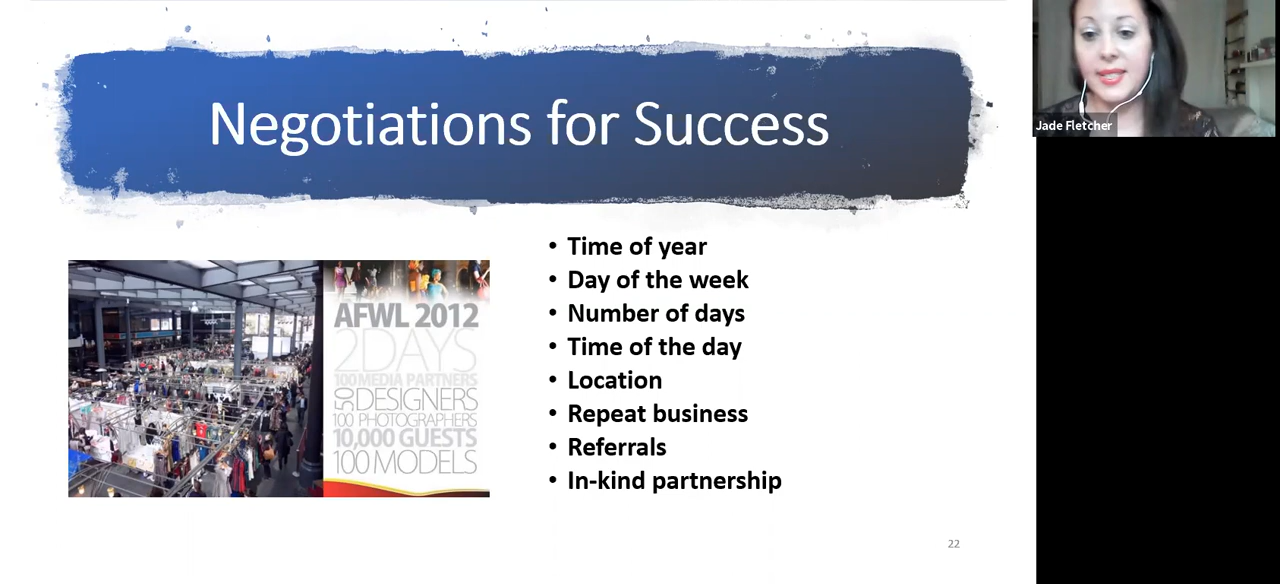 Negotiations for Success
Jade Fletcher
• Time of year
• Day of the week
• Number of days
• Time of the day
• Location
• Repeat business
• Referrals
• In-kind partnership
AFWL 2012
2DAYS
100 MEDIA PARTNERS
50 DESIGNERS
100 PHOTOGRAPHERS
10,000 GUESTS
100 MODELS
22